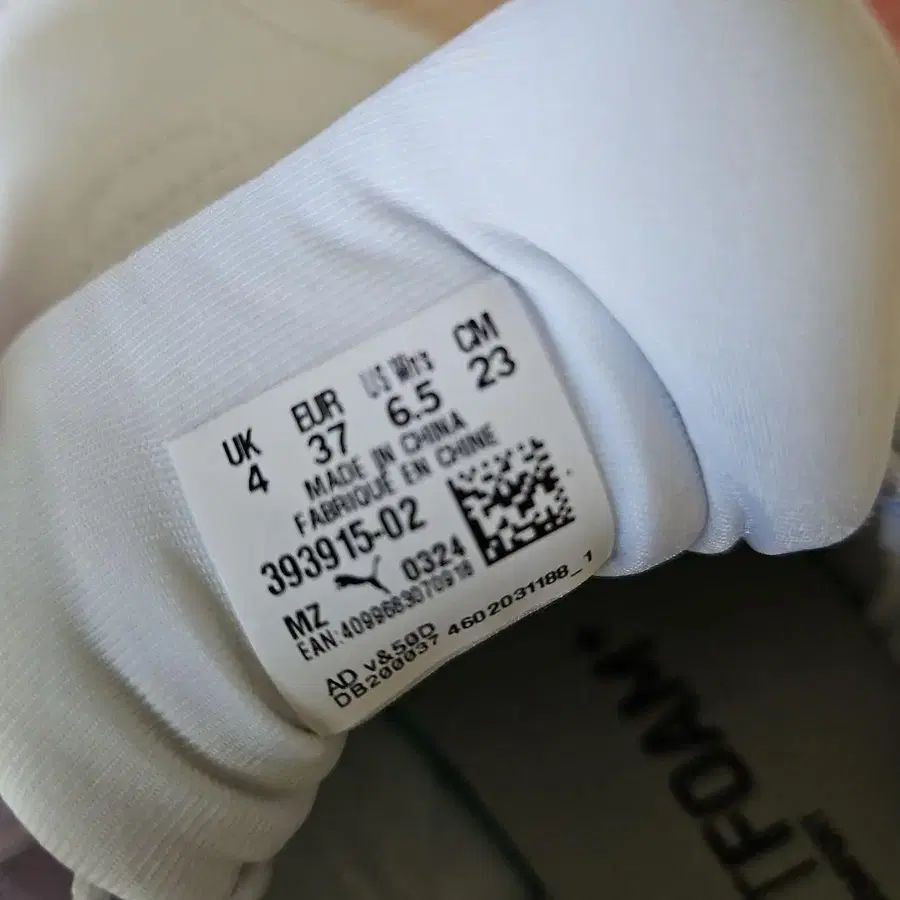 UK EUR US Wns CM
4 37 6.5 23
MADE IN CHINA
FABRIQUÉ EN CHINE
393915-02
MZ 0324
EAN:4099683070918
AD v&50D
DB200037 4602031188_1
TFOAM